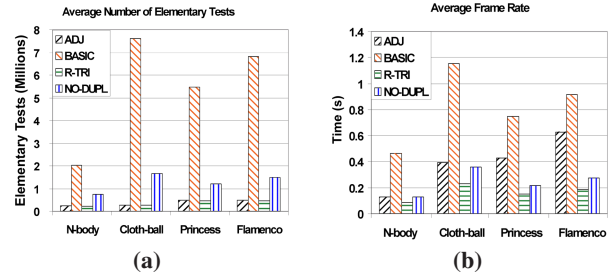 Average Number of Elementary Tests
Elementary Tests (Millions)
8
7
6
5
4
3
2
1
0
ADJ
BASIC
R-TRI
NO-DUPL
N-body Cloth-ball Princess Flamenco
(a)
Average Frame Rate
Time (s)
1.4
1.2
1
0.8
0.6
0.4
0.2
0
ADJ
BASIC
R-TRI
NO-DUPL
N-body Cloth-ball Princess Flamenco
(b)